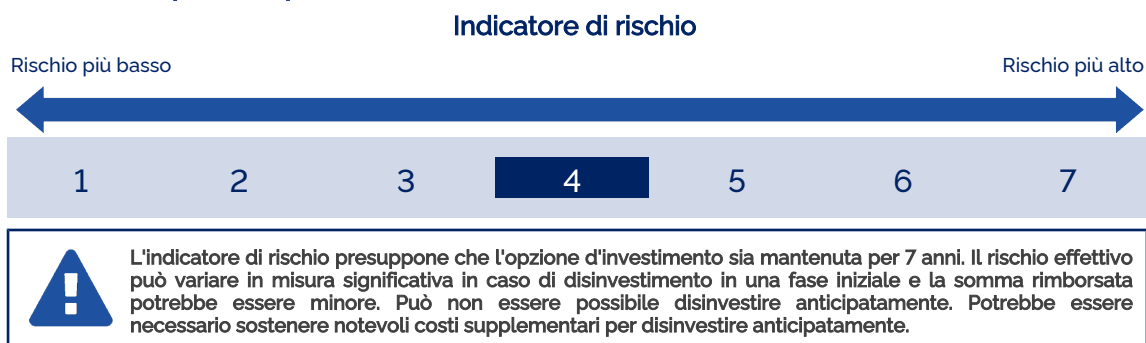 Indicatore di rischio
Rischio più basso
Rischio più alto
1 2 3 4 5 6 7
L'indicatore di rischio presuppone che l'opzione d'investimento sia mantenuta per 7 anni. Il rischio effettivo
può variare in misura significativa in caso di disinvestimento in una fase iniziale e la somma rimborsata
potrebbe essere minore. Può non essere possibile disinvestire anticipatamente. Potrebbe essere
necessario sostenere notevoli costi supplementari per disinvestire anticipatamente.